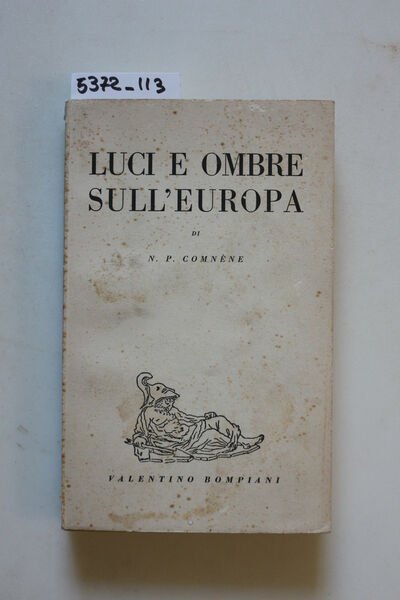 5372_113
LUCI E OMBRE
SULL'EUROPA
DI
N. P. COMNÈNE
VALENTINO BOMPIANI